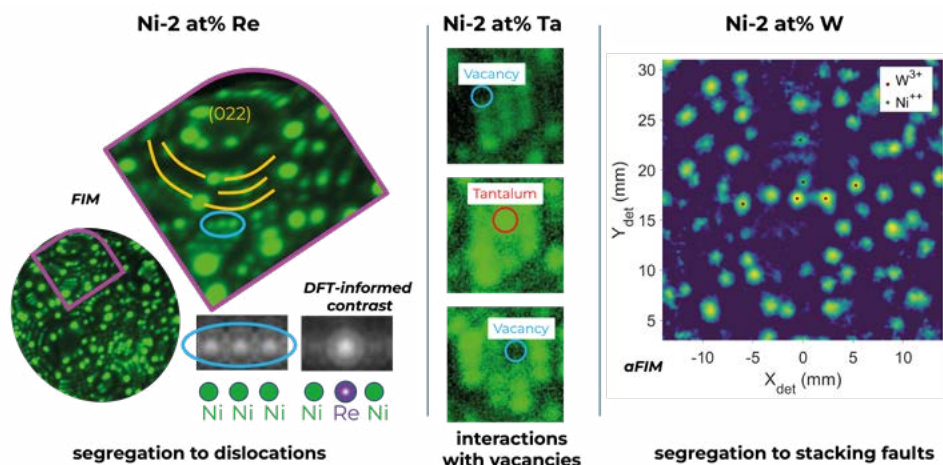 Ni-2 at% Re
(022)
FIM
DFT-informed
contrast
Ni Ni Ni Ni Re Ni
segregation to dislocations
Ni-2 at% Ta
Vacancy
Tantalum
Vacancy
interactions
with vacancies
Ni-2 at% W
W3+
Ni++
30
25
20
15
10
5
Ydet (mm)
-10 -5 0 5 10
Xdet (mm)
aFIM
segregation to stacking faults